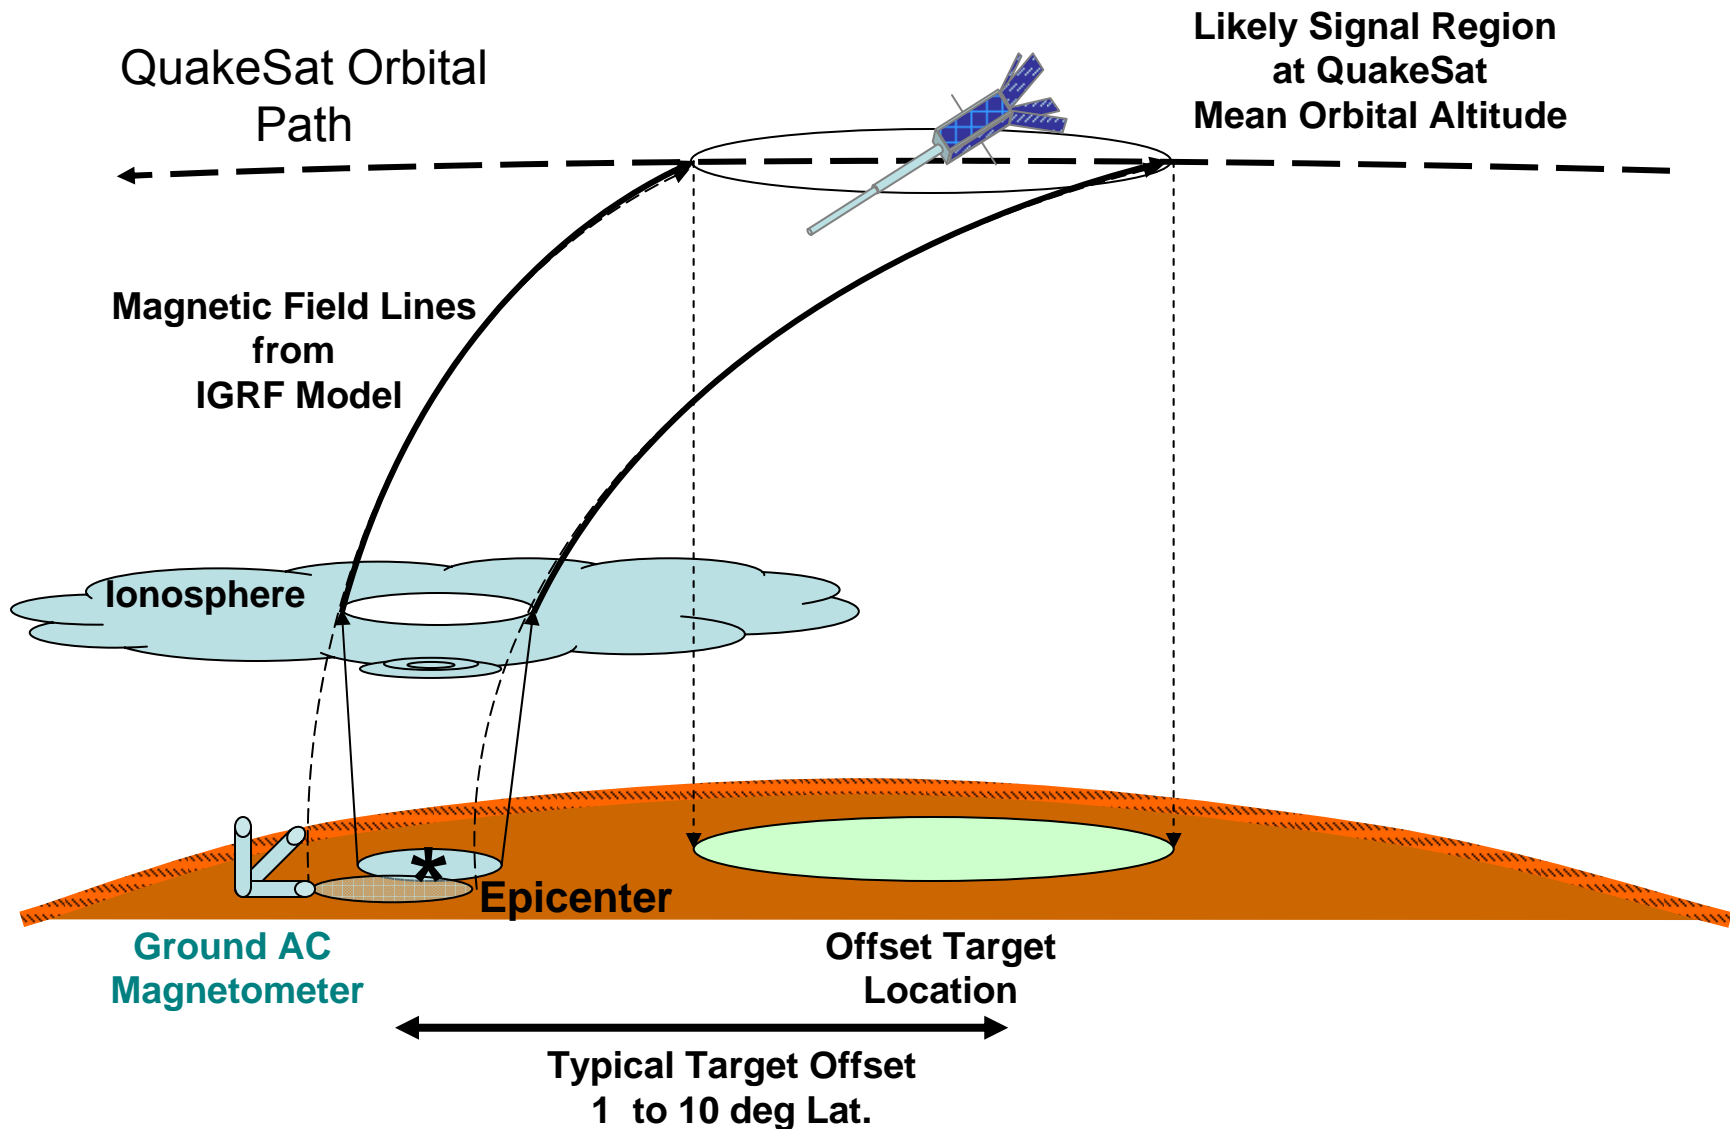 QuakeSat Orbital
Path
Likely Signal Region
at QuakeSat
Mean Orbital Altitude
Magnetic Field Lines
from
IGRF Model
Ionosphere
*
Epicenter
Ground AC
Magnetometer
Offset Target
Location
Typical Target Offset
1 to 10 deg Lat.